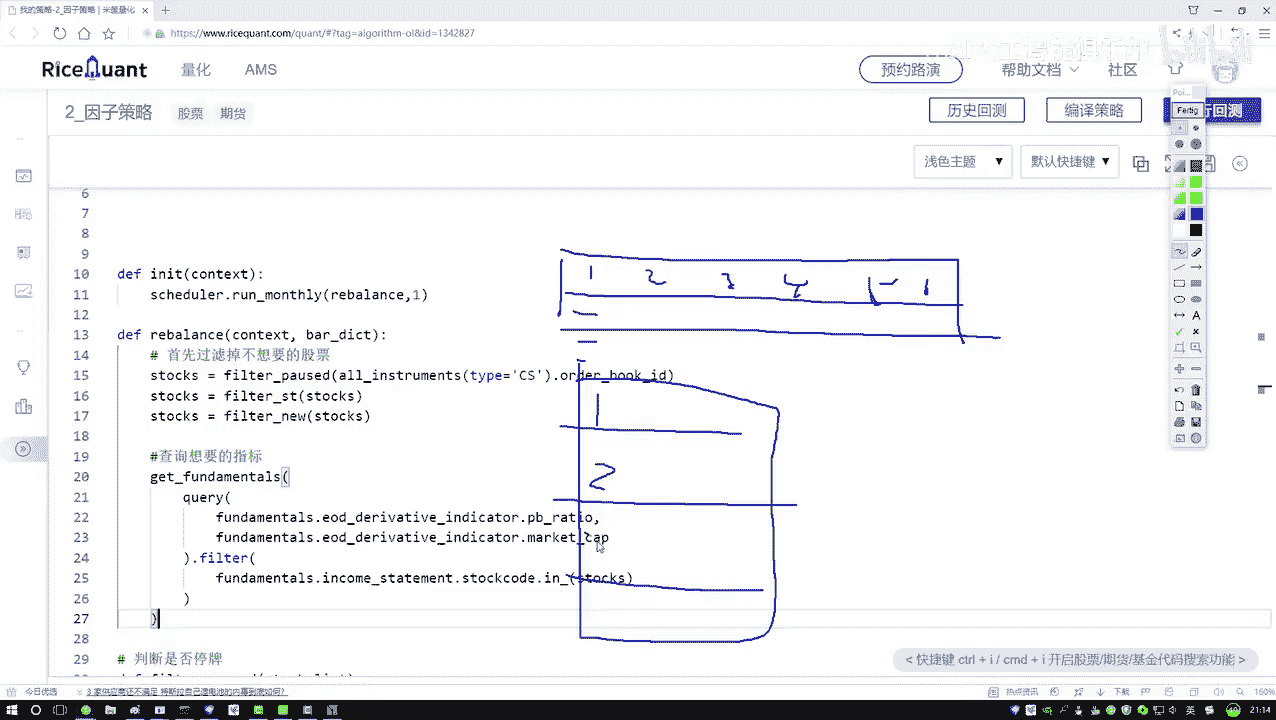 我的策略-2_因子策略 | 米筐量化
https://www.ricequant.com/quant/#?tag=algorithm-ol&id=1342827
RiceQuant 量化 AMS 预约路演 帮助文档 社区
2_因子策略 股票 期货 历史回测 编译策略 行回测
Fertig
浅色主题 默认快捷键
6
7
8
9
10 def init(context):
11 scheduler.run_monthly(rebalance,1)
12
13 def rebalance(context, bar_dict):
14 # 首先过滤掉不想要的股票
15 stocks = filter_paused(all_instruments(type='CS').order_book_id)
16 stocks = filter_st(stocks)
17 stocks = filter_new(stocks)
18
19 #查询想要的指标
20 get_fundamentals(
21 query(
22 fundamentals.eod_derivative_indicator.pb_ratio,
23 fundamentals.eod_derivative_indicator.market_cap
24 ).filter(
25 fundamentals.income_statement.stockcode.in_(stocks)
26 )
27 )
28
29 # 判断是否停牌
1 2 3 4
1
2
<快捷键 ctrl + i / cmd + i 开启股票/期货/基金代码搜索功能 >
今日优选 热点资讯 下载 160%
英 21:14